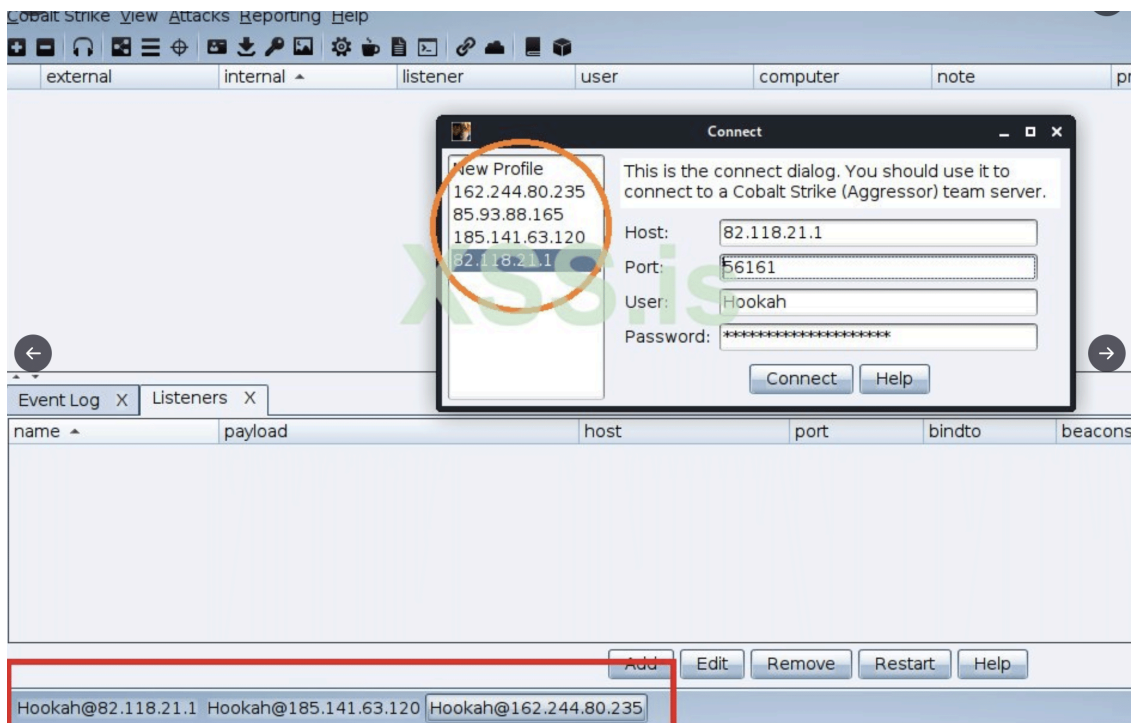 Cobalt Strike View Attacks Reporting Help
external internal listener user computer note pr
Connect
New Profile
162.244.80.235
85.93.88.165
185.141.63.120
82.118.21.1
This is the connect dialog. You should use it to
connect to a Cobalt Strike (Aggressor) team server.
Host: 82.118.21.1
Port: 56161
User: Hookah
Password: ********************
Connect Help
XSS.is
Event Log X Listeners X
name payload host port bindto beacons
Add Edit Remove Restart Help
Hookah@82.118.21.1 Hookah@185.141.63.120 Hookah@162.244.80.235